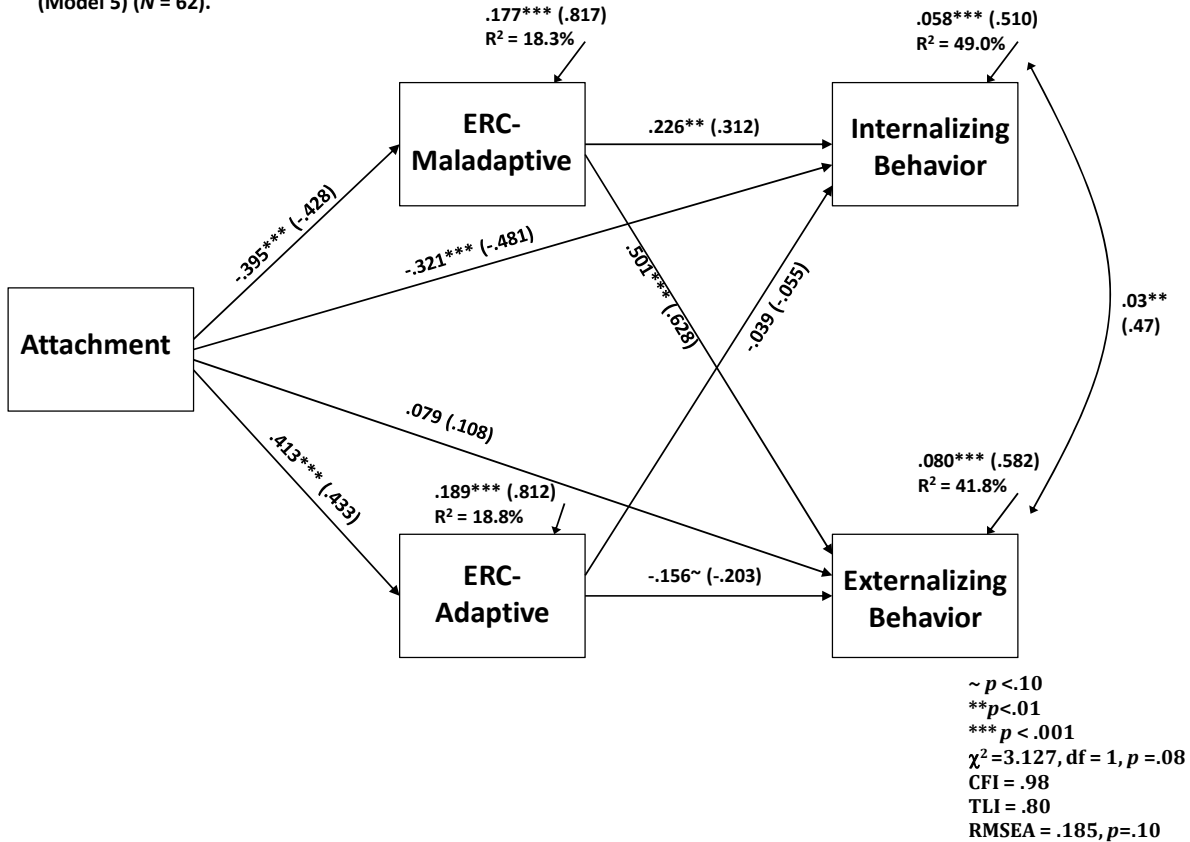 (Model 5) (N = 62).
.177*** (.817)
R² = 18.3%
.058*** (.510)
R² = 49.0%
ERC-
Maladaptive
.226** (.312)
Internalizing
Behavior
-.395*** (-.428)
-.321*** (-.481)
.501*** (.628)
-.039 (-.055)
.03**
(.47)
Attachment
.079 (.108)
.413*** (.433)
.189*** (.812)
R² = 18.8%
.080*** (.582)
R² = 41.8%
ERC-
Adaptive
-.156~ (-.203)
Externalizing
Behavior
~ p <.10
**p<.01
*** p < .001
χ² =3.127, df = 1, p =.08
CFI = .98
TLI = .80
RMSEA = .185, p=.10